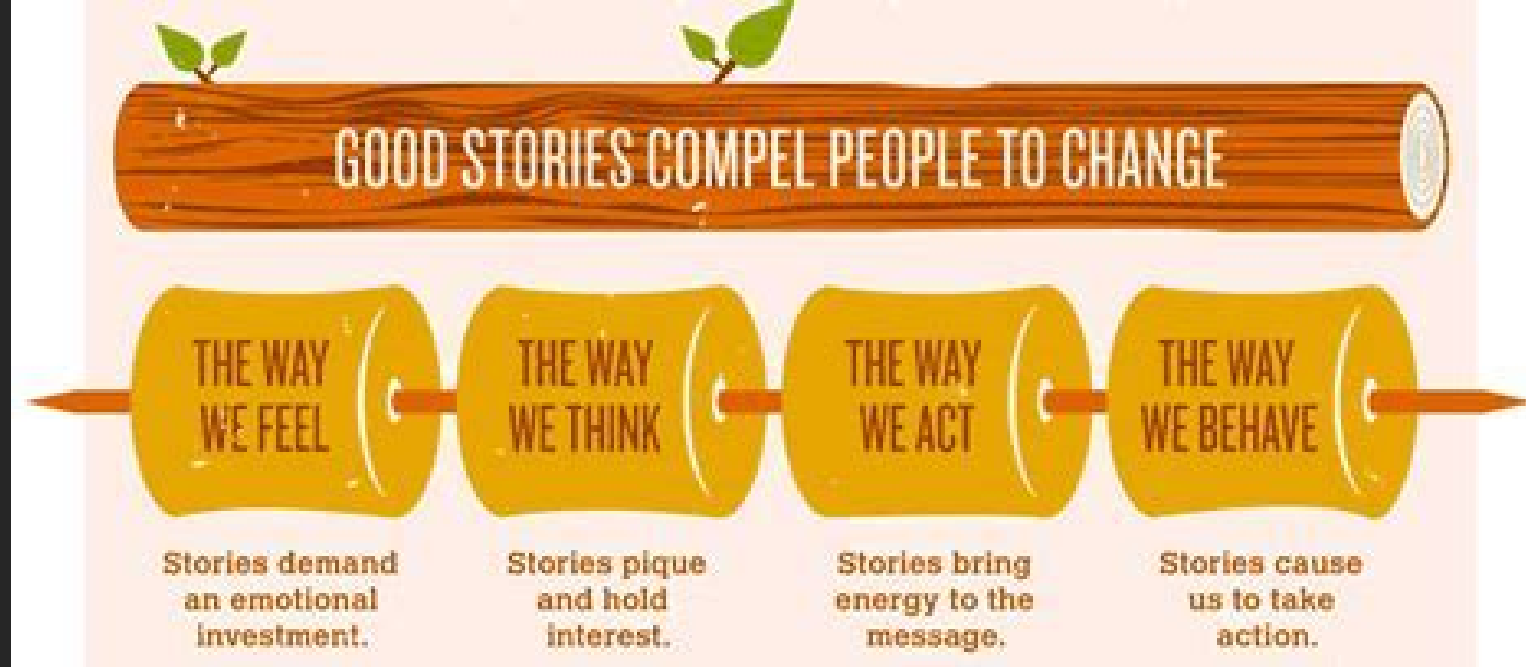 GOOD STORIES COMPEL PEOPLE TO CHANGE
THE WAY
WE FEEL
THE WAY
WE THINK
THE WAY
WE ACT
THE WAY
WE BEHAVE
Stories demand
an emotional
investment.
Stories pique
and hold
interest.
Stories bring
energy to the
message.
Stories cause
us to take
action.